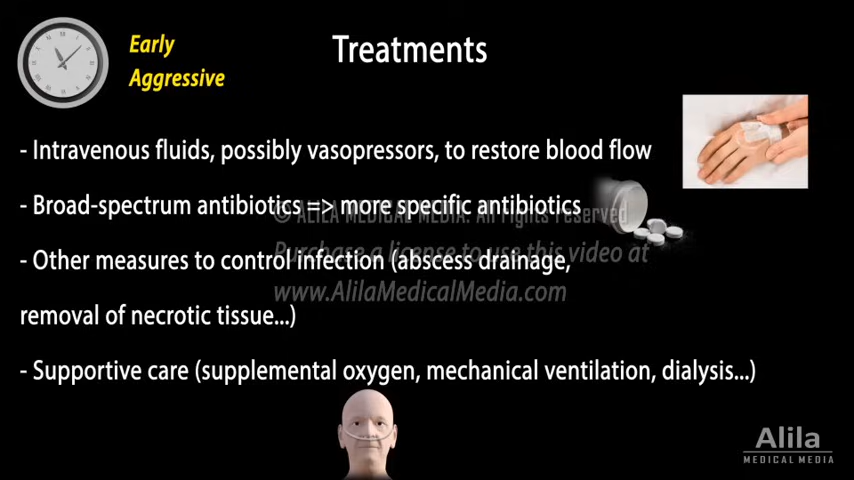 Early
Aggressive
Treatments
- Intravenous fluids, possibly vasopressors, to restore blood flow
- Broad-spectrum antibiotics => more specific antibiotics
© ALILA MEDICAL MEDIA. All rights reserved
Purchase a license to use this video at
- Other measures to control infection (abscess drainage,
www.AlilaMedicalMedia.com
removal of necrotic tissue...)
- Supportive care (supplemental oxygen, mechanical ventilation, dialysis...)
Alila
MEDICAL MEDIA